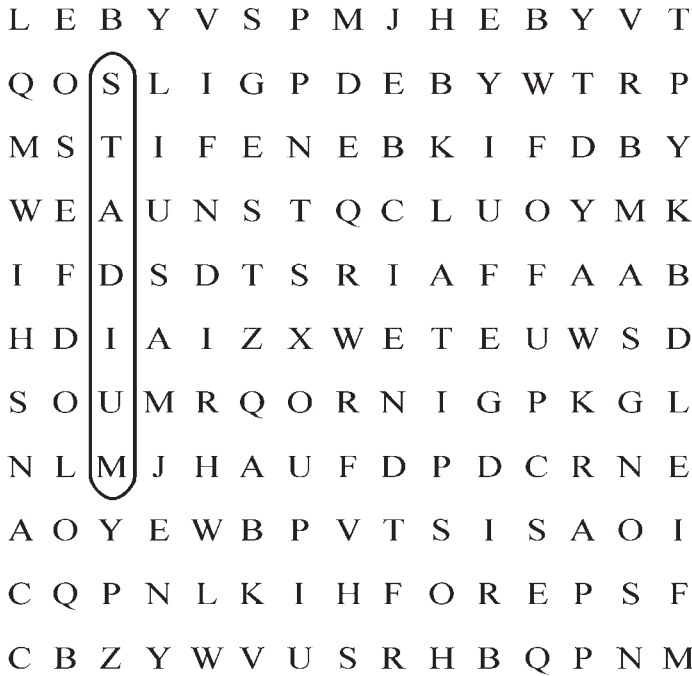 L E B Y V S P M J H E B Y V T
Q O S L I G P D E B Y W T R P
M S T I F E N E B K I F D B Y
W E A U N S T Q C L U O Y M K
I F D S D T S R I A F F A A B
H D I A I Z X W E T E U W S D
S O U M R Q O R N I G P K G L
N L M J H A U F D P D C R N E
A O Y E W B P V T S I S A O I
C Q P N L K I H F O R E P S F
C B Z Y W V U S R H B Q P N M